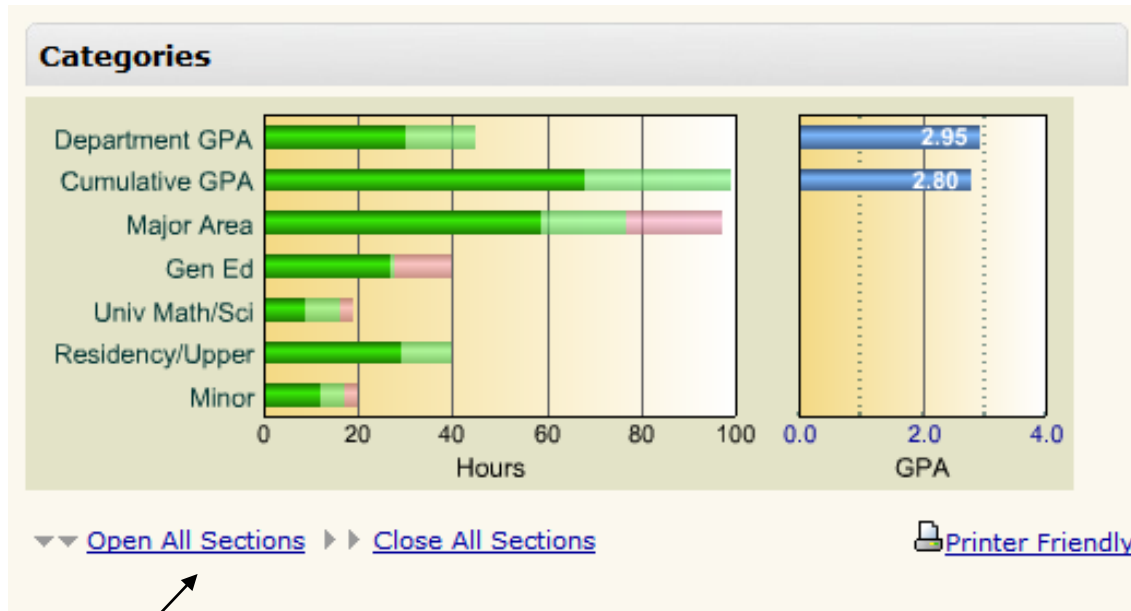 Categories
Department GPA
Cumulative GPA
Major Area
Gen Ed
Univ Math/Sci
Residency/Upper
Minor
0 20 40 60 80 100
Hours
2.95
2.80
0.0 2.0 4.0
GPA
Open All Sections Close All Sections Printer Friendly